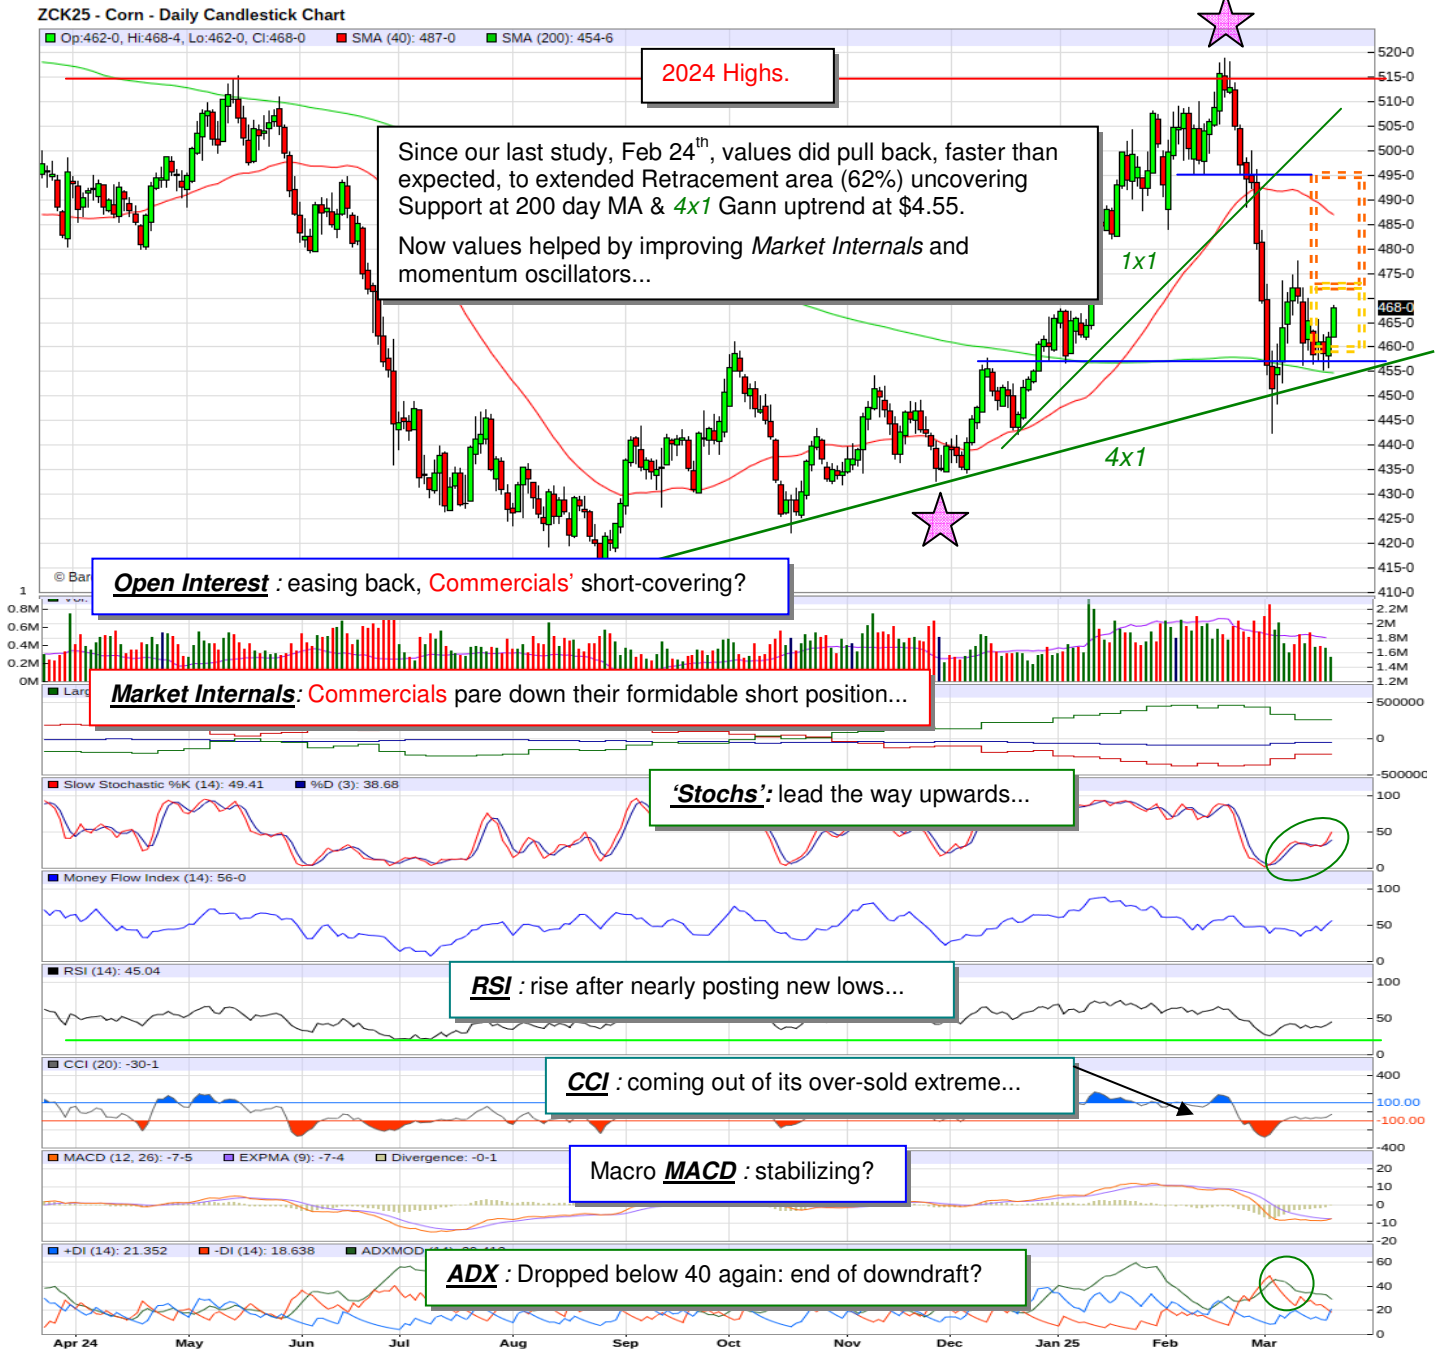 ZCK25 - Corn - Daily Candlestick Chart
Op:462-0, Hi:468-4, Lo:462-0, Cl:468-0 SMA (40): 487-0 SMA (200): 454-6
2024 Highs.
520-0
515-0
510-0
505-0
500-0
495-0
490-0
485-0
480-0
475-0
468-0
465-0
460-0
455-0
450-0
445-0
440-0
435-0
430-0
425-0
420-0
415-0
410-0
Since our last study, Feb 24th, values did pull back, faster than
expected, to extended Retracement area (62%) uncovering
Support at 200 day MA & 4x1 Gann uptrend at $4.55.
Now values helped by improving Market Internals and
momentum oscillators...
1x1
4x1
© Bar
Open Interest : easing back, Commercials' short-covering?
1
0.8M
0.6M
0.4M
0.2M
0M
2.2M
2M
1.8M
1.6M
1.4M
1.2M
Market Internals: Commercials pare down their formidable short position...
Larg
500000
0
-500000
Slow Stochastic %K (14): 49.41 %D (3): 38.68
'Stochs': lead the way upwards...
100
50
0
Money Flow Index (14): 56-0
100
50
0
RSI (14): 45.04
RSI : rise after nearly posting new lows...
100
50
0
CCI (20): -30-1
CCI : coming out of its over-sold extreme...
400
100.00
-100.00
-400
MACD (12, 26): -7-5 EXPMA (9): -7-4 Divergence: -0-1
Macro MACD : stabilizing?
20
10
0
-10
-20
+DI (14): 21.352 -DI (14): 18.638 ADXMOD
ADX : Dropped below 40 again: end of downdraft?
60
40
20
0
Apr 24 May Jun Jul Aug Sep Oct Nov Dec Jan 25 Feb Mar